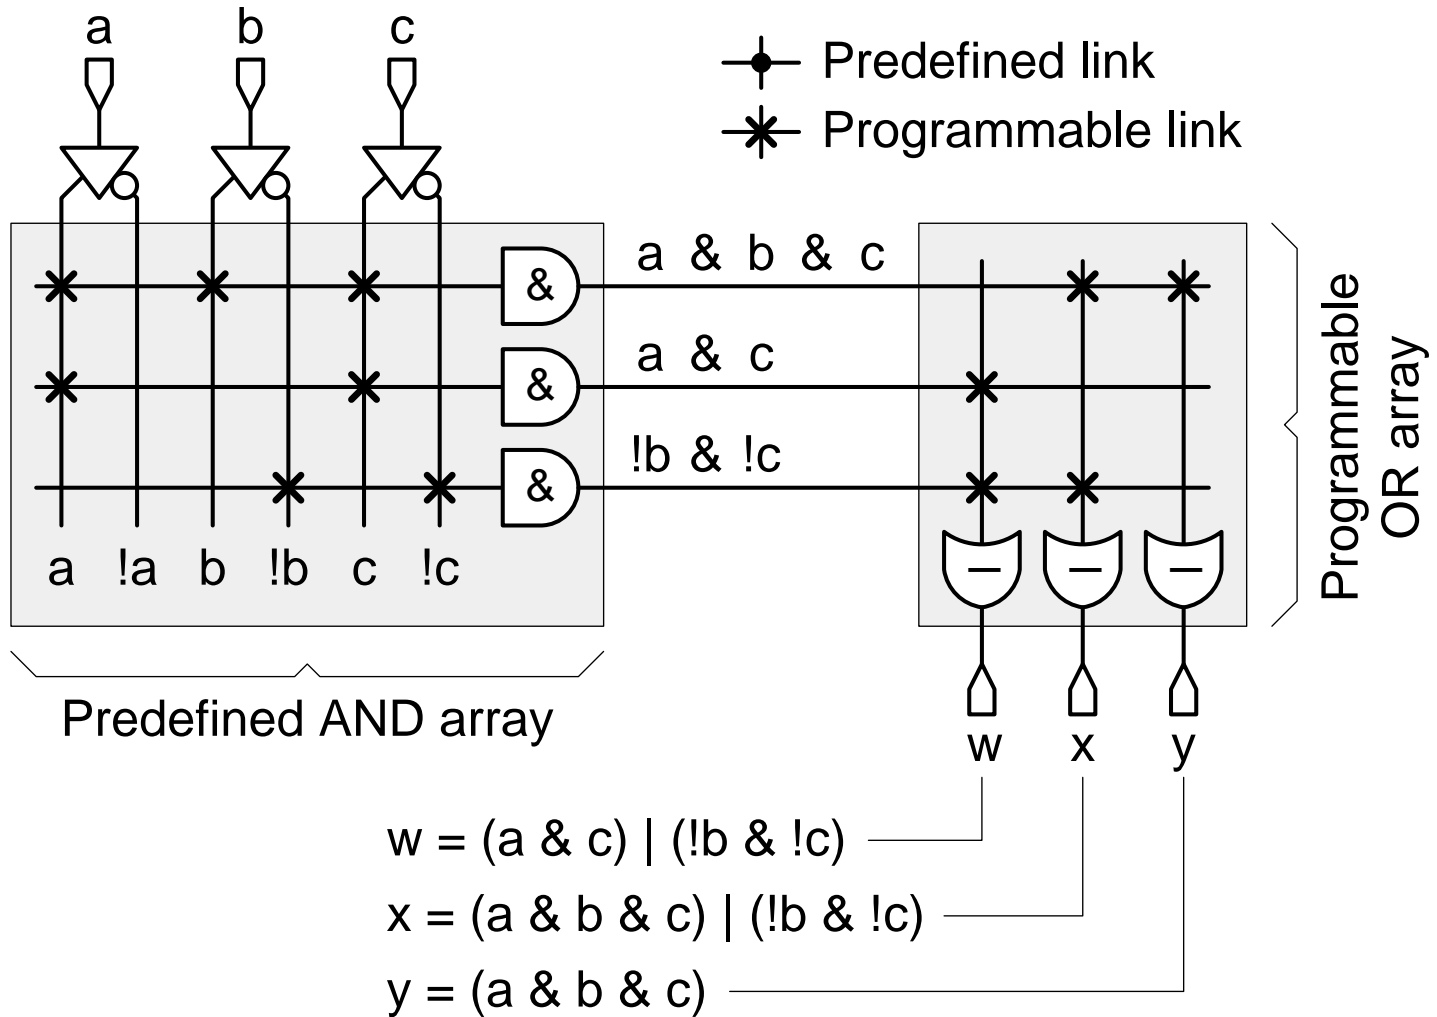 a b c
Predefined link
Programmable link
a & b & c
&
a & c
&
!b & !c
&
a !a b !b c !c
Programmable
OR array
Predefined AND array
w x y
w = (a & c) | (!b & !c)
x = (a & b & c) | (!b & !c)
y = (a & b & c)